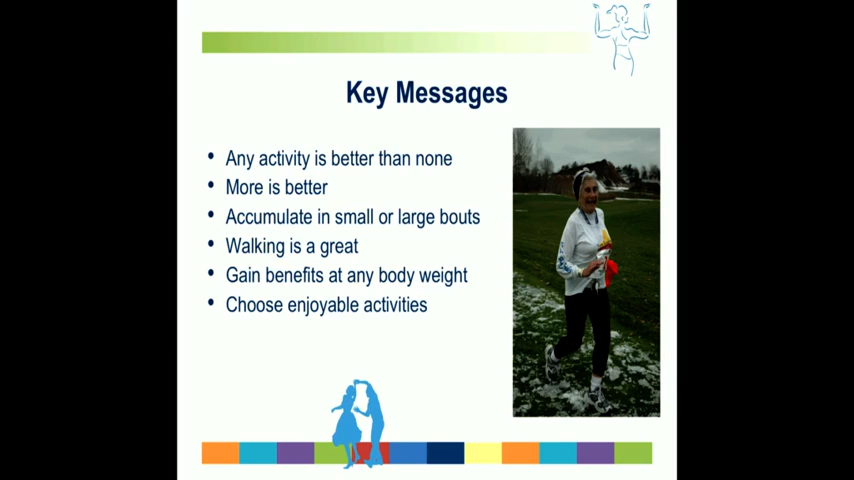 Key Messages
• Any activity is better than none
• More is better
• Accumulate in small or large bouts
• Walking is a great
• Gain benefits at any body weight
• Choose enjoyable activities